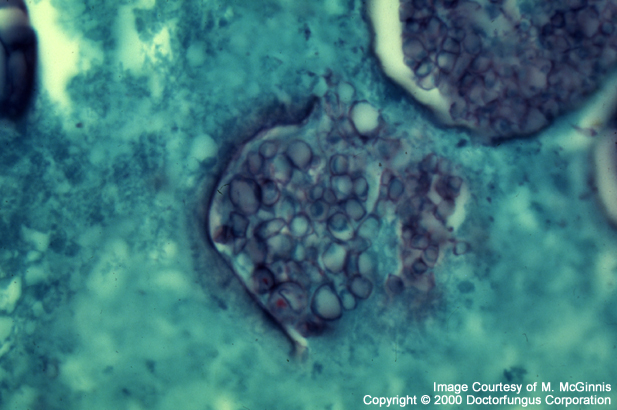 Image Courtesy of M. McGinnis
Copyright © 2000 Doctorfungus Corporation